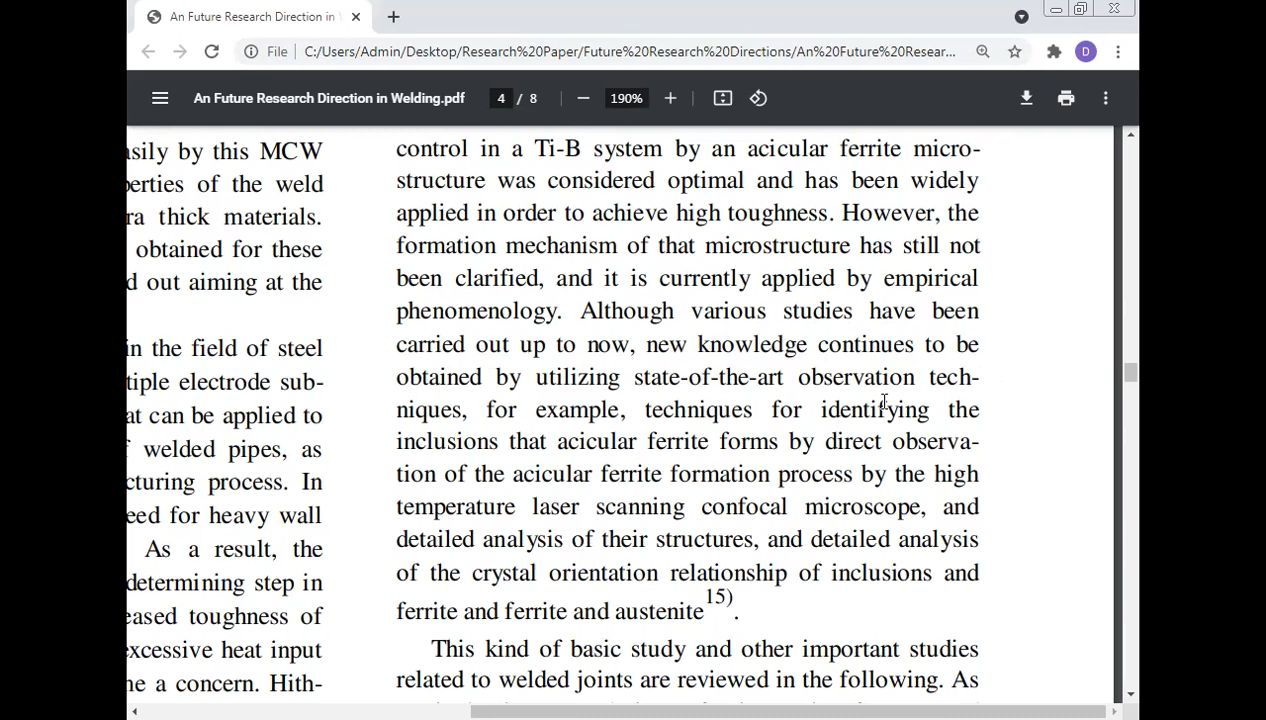 An Future Research Direction in
File C:/Users/Admin/Desktop/Research%20Paper/Future%20Research%20Directions/An%20Future%20Resear...
D
An Future Research Direction in Welding.pdf 4 / 8 190%
asily by this MCW
perties of the weld
ra thick materials.
obtained for these
d out aiming at the
in the field of steel
tiple electrode sub-
at can be applied to
f welded pipes, as
cturing process. In
eed for heavy wall
As a result, the
determining step in
eased toughness of
excessive heat input
ne a concern. Hith-
control in a Ti-B system by an acicular ferrite micro-
structure was considered optimal and has been widely
applied in order to achieve high toughness. However, the
formation mechanism of that microstructure has still not
been clarified, and it is currently applied by empirical
phenomenology. Although various studies have been
carried out up to now, new knowledge continues to be
obtained by utilizing state-of-the-art observation tech-
niques, for example, techniques for identifying the
inclusions that acicular ferrite forms by direct observa-
tion of the acicular ferrite formation process by the high
temperature laser scanning confocal microscope, and
detailed analysis of their structures, and detailed analysis
of the crystal orientation relationship of inclusions and
ferrite and ferrite and austenite15).
This kind of basic study and other important studies
related to welded joints are reviewed in the following. As